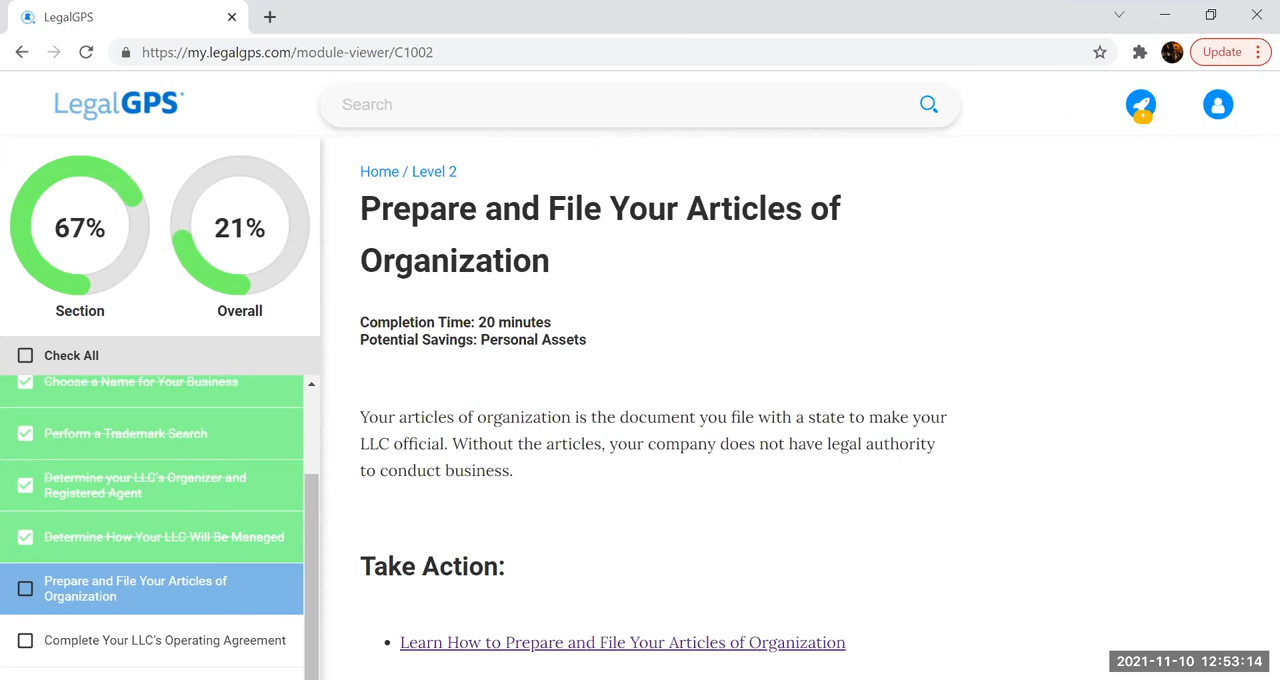 LegalGPS
https://my.legalgps.com/module-viewer/C1002
Update
LegalGPS
Search
67%
21%
Section
Overall
Check All
Choose a Name for Your Business
Perform a Trademark Search
Determine your LLC's Organizer and
Registered Agent
Determine How Your LLC Will Be Managed
Prepare and File Your Articles of
Organization
Complete Your LLC's Operating Agreement
Home / Level 2
Prepare and File Your Articles of
Organization
Completion Time: 20 minutes
Potential Savings: Personal Assets
Your articles of organization is the document you file with a state to make your
LLC official. Without the articles, your company does not have legal authority
to conduct business.
Take Action:
• Learn How to Prepare and File Your Articles of Organization
2021-11-10 12:53:14